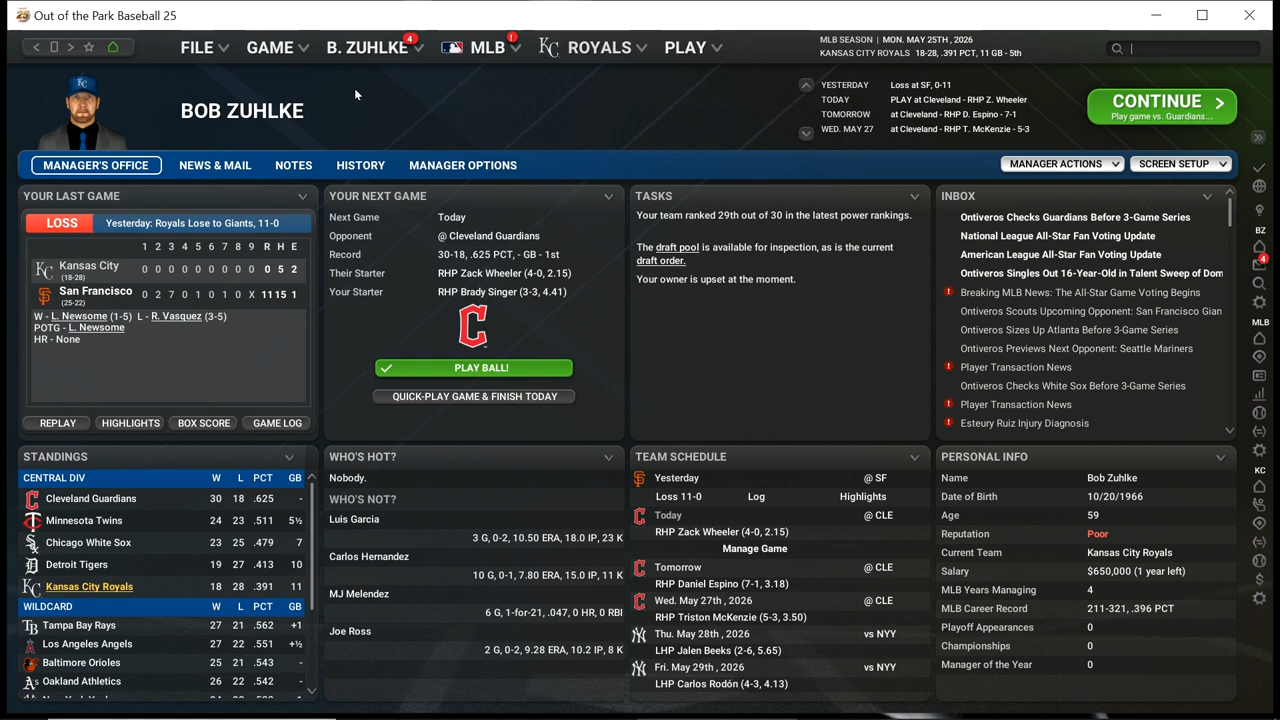 Out of the Park Baseball 25
FILE GAME B. ZUHLKE 4 MLB ! ROYALS PLAY
MLB SEASON | MON. MAY 25TH , 2026
KANSAS CITY ROYALS 18-28, .391 PCT, 11 GB - 5th
BOB ZUHLKE
YESTERDAY Loss at SF, 0-11
TODAY PLAY at Cleveland - RHP Z. Wheeler
TOMORROW at Cleveland - RHP D. Espino - 7-1
WED. MAY 27 at Cleveland - RHP T. McKenzie - 5-3
CONTINUE
Play game vs. Guardians...
MANAGER'S OFFICE NEWS & MAIL NOTES HISTORY MANAGER OPTIONS
MANAGER ACTIONS SCREEN SETUP
YOUR LAST GAME
LOSS Yesterday: Royals Lose to Giants, 11-0
1 2 3 4 5 6 7 8 9 R H E
Kansas City 0 0 0 0 0 0 0 0 0 0 5 2
(18-28)
San Francisco 0 2 7 0 1 0 1 0 X 11 15 1
(25-22)
W - L. Newsome (1-5) L - R. Vasquez (3-5)
POTG - L. Newsome
HR - None
REPLAY HIGHLIGHTS BOX SCORE GAME LOG
YOUR NEXT GAME
Next Game Today
Opponent @ Cleveland Guardians
Record 30-18, .625 PCT, - GB - 1st
Their Starter RHP Zack Wheeler (4-0, 2.15)
Your Starter RHP Brady Singer (3-3, 4.41)
PLAY BALL!
QUICK-PLAY GAME & FINISH TODAY
TASKS
Your team ranked 29th out of 30 in the latest power rankings.
The draft pool is available for inspection, as is the current
draft order.
Your owner is upset at the moment.
INBOX
Ontiveros Checks Guardians Before 3-Game Series
National League All-Star Fan Voting Update
American League All-Star Fan Voting Update
Ontiveros Singles Out 16-Year-Old in Talent Sweep of Dom
! Breaking MLB News: The All-Star Game Voting Begins
Ontiveros Scouts Upcoming Opponent: San Francisco Gian
Ontiveros Sizes Up Atlanta Before 3-Game Series
Ontiveros Previews Next Opponent: Seattle Mariners
! Player Transaction News
Ontiveros Checks White Sox Before 3-Game Series
! Player Transaction News
! Esteury Ruiz Injury Diagnosis
BZ
4
MLB
KC
STANDINGS
CENTRAL DIV W L PCT GB
Cleveland Guardians 30 18 .625 -
Minnesota Twins 24 23 .511 5½
Chicago White Sox 23 25 .479 7
Detroit Tigers 19 27 .413 10
Kansas City Royals 18 28 .391 11
WILDCARD W L PCT GB
Tampa Bay Rays 27 21 .562 +1
Los Angeles Angels 27 22 .551 +½
Baltimore Orioles 25 21 .543 -
Oakland Athletics 26 22 .542 -
WHO'S HOT?
Nobody.
WHO'S NOT?
Luis Garcia
3 G, 0-2, 10.50 ERA, 18.0 IP, 23 K
Carlos Hernandez
10 G, 0-1, 7.80 ERA, 15.0 IP, 11 K
MJ Melendez
6 G, 1-for-21, .047, 0 HR, 0 RBI
Joe Ross
2 G, 0-2, 9.28 ERA, 10.2 IP, 8 K
TEAM SCHEDULE
Yesterday @ SF
Loss 11-0 Log Highlights
Today @ CLE
RHP Zack Wheeler (4-0, 2.15)
Manage Game
Tomorrow @ CLE
RHP Daniel Espino (7-1, 3.18)
Wed. May 27th , 2026 @ CLE
RHP Triston McKenzie (5-3, 3.50)
Thu. May 28th , 2026 vs NYY
LHP Jalen Beeks (2-6, 5.65)
Fri. May 29th , 2026 vs NYY
LHP Carlos Rodón (4-3, 4.13)
PERSONAL INFO
Name Bob Zuhlke
Date of Birth 10/20/1966
Age 59
Reputation Poor
Current Team Kansas City Royals
Salary $650,000 (1 year left)
MLB Years Managing 4
MLB Career Record 211-321, .396 PCT
Playoff Appearances 0
Championships 0
Manager of the Year 0